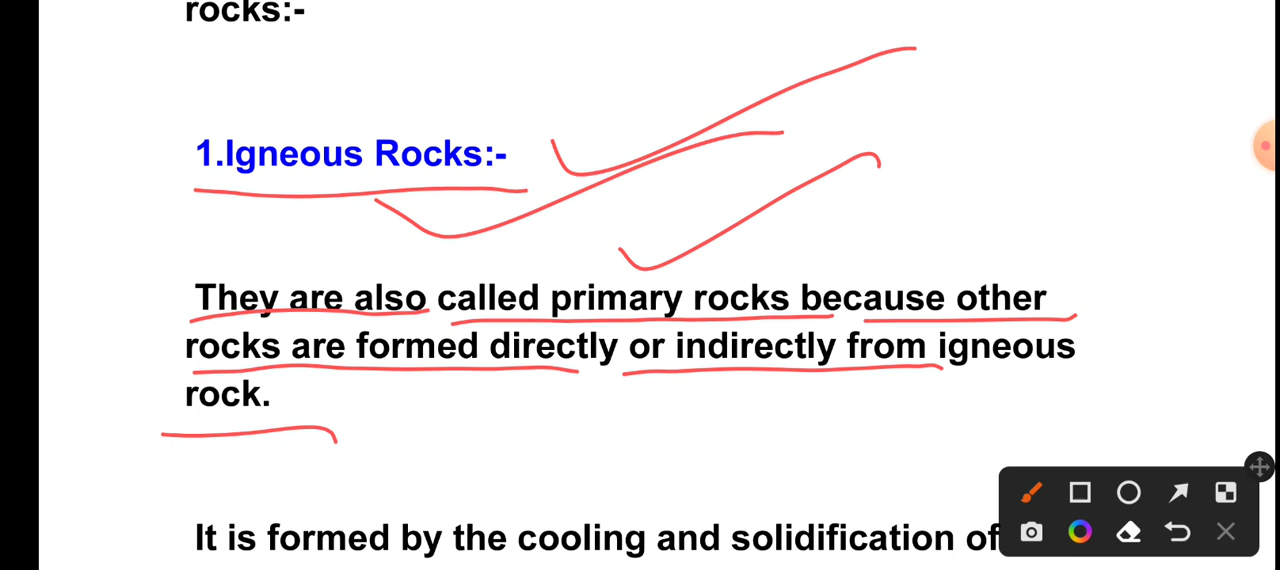 rocks:-
1.Igneous Rocks:-
They are also called primary rocks because other
rocks are formed directly or indirectly from igneous
rock.
It is formed by the cooling and solidification of